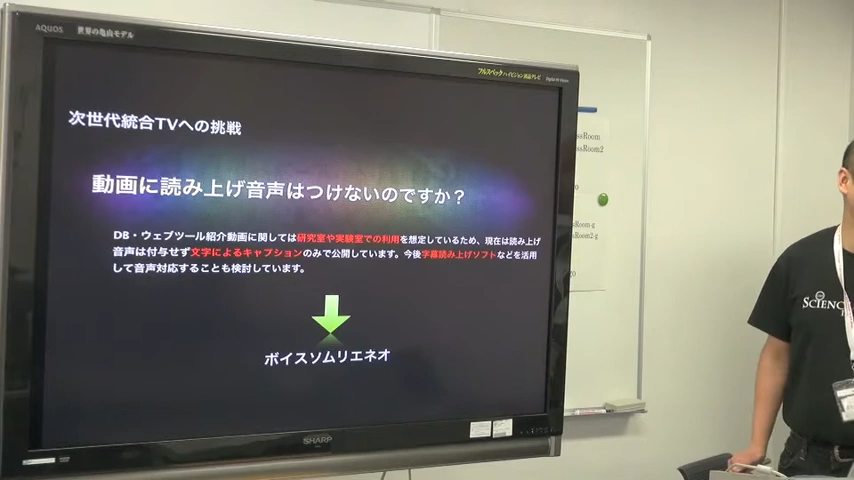 AQUOS 世界の亀山モデル
フルスペックハイビジョン液晶テレビ
次世代統合TVへの挑戦
動画に読み上げ音声はつけないのですか？
DB・ウェブツール紹介動画に関しては研究室や実験室での利用を想定しているため、現在は読み上げ
音声は付与せず文字によるキャプションのみで公開しています。今後字幕読み上げソフトなどを活用
して音声対応することも検討しています。
ボイスソムリエネオ
SHARP
ssRoom
ssRoom2
Room-g
Room2-g
SCIENC